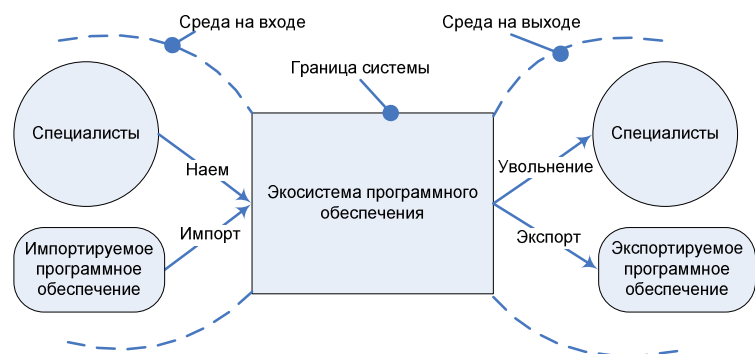 Среда на входе
Среда на выходе
Граница системы
Специалисты
Наем
Импорт
Импортируемое
программное
обеспечение
Экосистема программного
обеспечения
Увольнение
Экспорт
Специалисты
Экспортируемое
программное
обеспечение